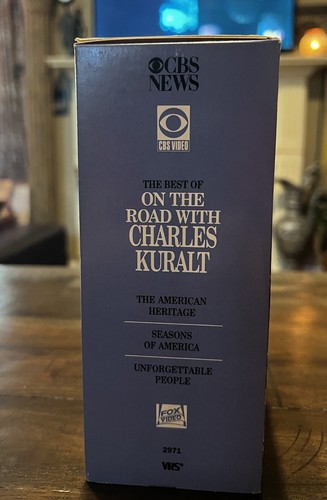 CBS
NEWS
CBS VIDEO
THE BEST OF
ON THE
ROAD WITH
CHARLES
KURALT
THE AMERICAN
HERITAGE
SEASONS
OF AMERICA
UNFORGETTABLE
PEOPLE
FOX
VIDEO
2971
VHS